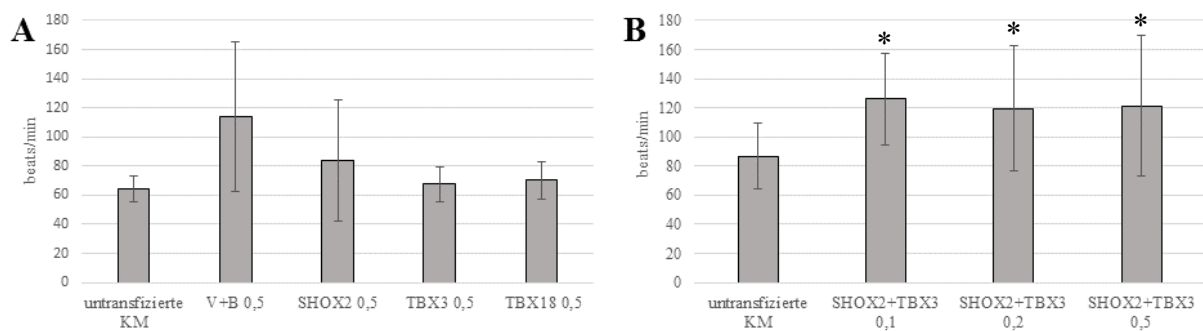 A
beats/min
180
160
140
120
100
80
60
40
20
0
untransfizierte KM
V+B 0,5
SHOX2 0,5
TBX3 0,5
TBX18 0,5
B
beats/min
180
160
140
120
100
80
60
40
20
0
*
*
*
untransfizierte KM
SHOX2+TBX3 0,1
SHOX2+TBX3 0,2
SHOX2+TBX3 0,5